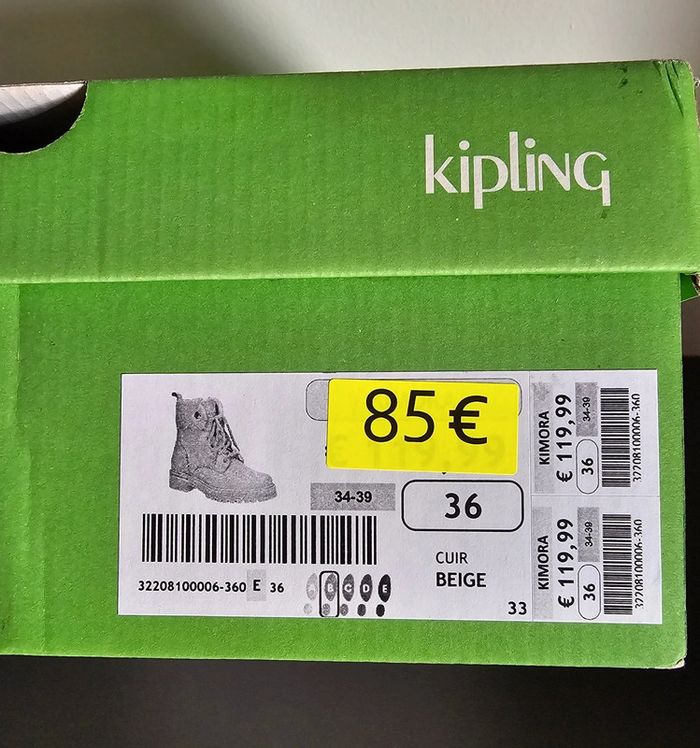 kipling
85€
34-39
36
CUIR
BEIGE
32208100006-360 E 36
A B C D E
33
KIMORA
€ 119,99
34-39
36
32208100006-360
KIMORA
€ 119,99
34-39
36
32208100006-360